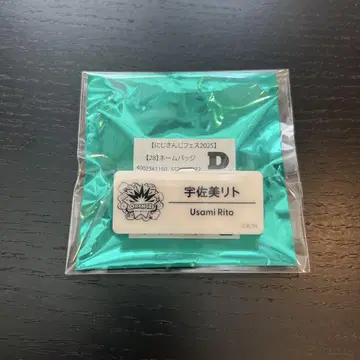 【にじさんじフェス2025】
【28】ネームバッジ
D
宇佐美リト
Usami Rito